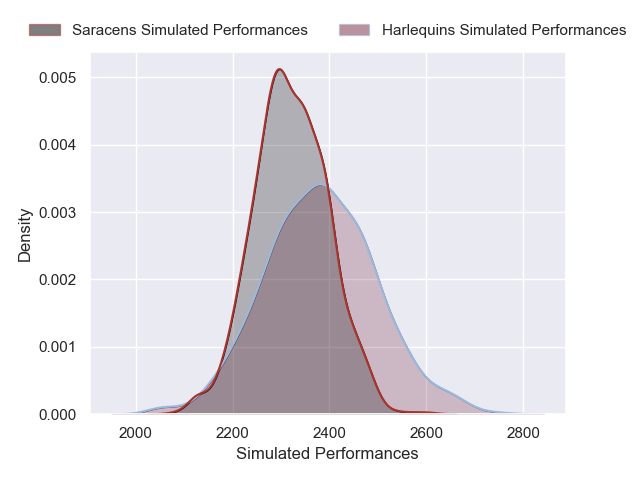 Saracens Simulated Performances Harlequins Simulated Performances
0.005
0.004
0.003
0.002
0.001
0.000
Density
2000 2200 2400 2600 2800
Simulated Performances